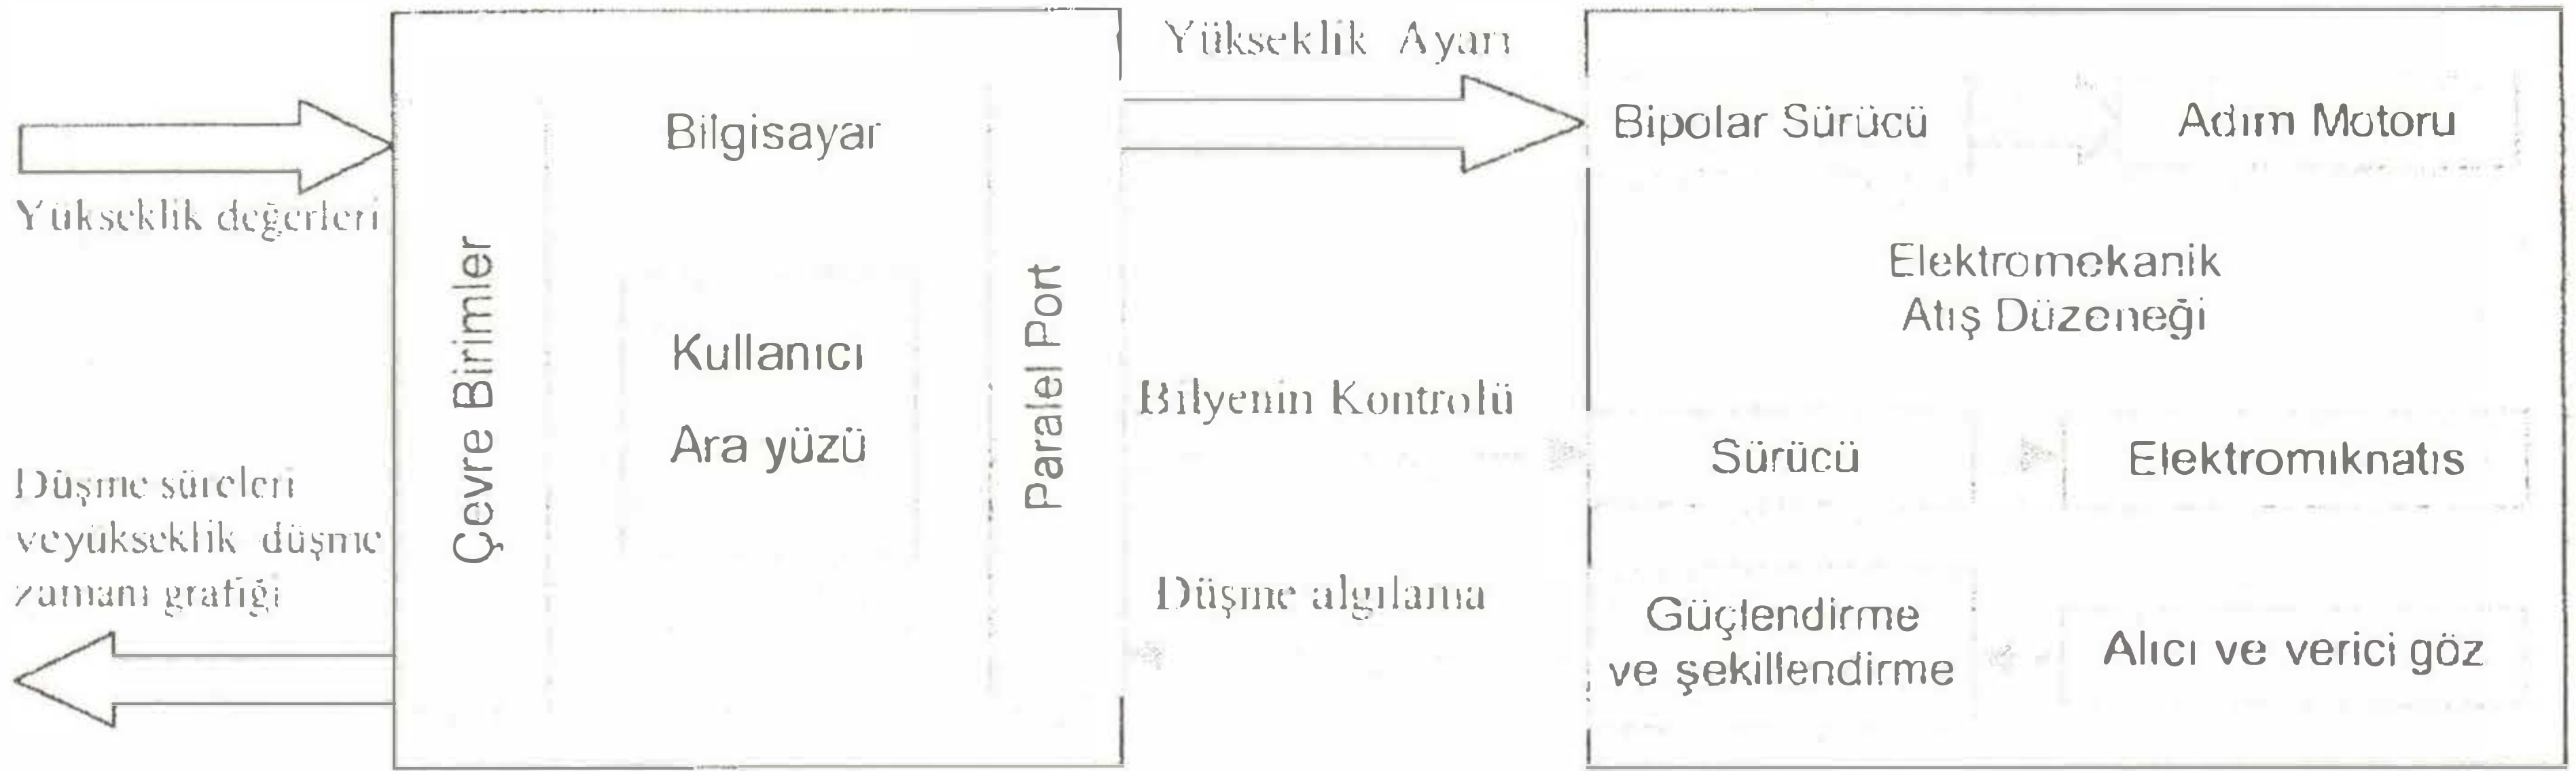 Yükseklik değerleri
Düşme süreleri
veyükseklik düşme
zamanı grafiği
Çevre Birimler
Bilgisayar
Kullanıcı
Ara yüzü
Paralel Port
Yükseklik Ayarı
Bilyenin Kontrolü
Düşme algılama
Bipolar Sürücü
Adım Motoru
Elektromekanik
Atış Düzeneği
Sürücü
Elektromıknatıs
Güçlendirme
ve şekillendirme
Alıcı ve verici göz